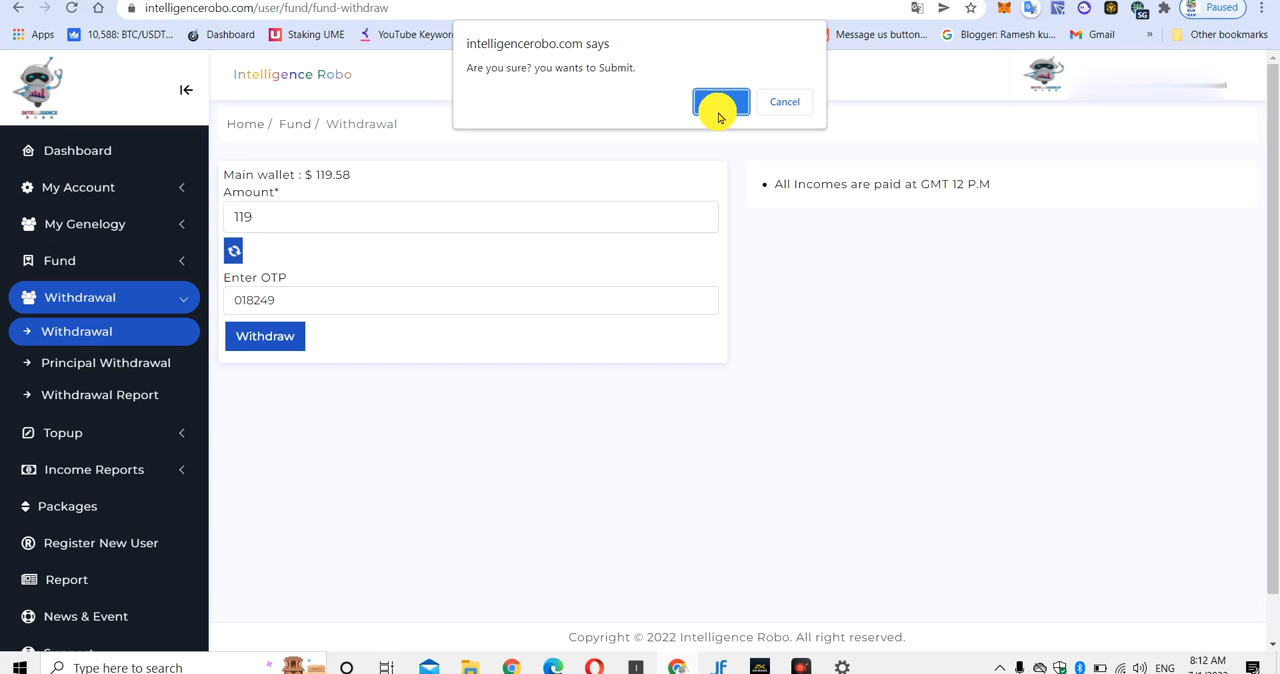 intelligencerobo.com/user/fund/fund-withdraw
Paused
Apps
10,588: BTC/USDT...
Dashboard
Staking UME
YouTube Keywor
Message us button...
Blogger: Ramesh ku...
Gmail
»
Other bookmarks
SG
intelligencerobo.com says
Are you sure? you wants to Submit.
Cancel
INTELLIGENCE
Intelligence Robo
Home / Fund / Withdrawal
Dashboard
My Account
My Genelogy
Fund
Withdrawal
Withdrawal
Principal Withdrawal
Withdrawal Report
Topup
Income Reports
Packages
Register New User
Report
News & Event
Main wallet : $ 119.58
Amount*
119
Enter OTP
018249
Withdraw
• All Incomes are paid at GMT 12 P.M
Copyright © 2022 Intelligence Robo. All right reserved.
Type here to search
ENG
8:12 AM